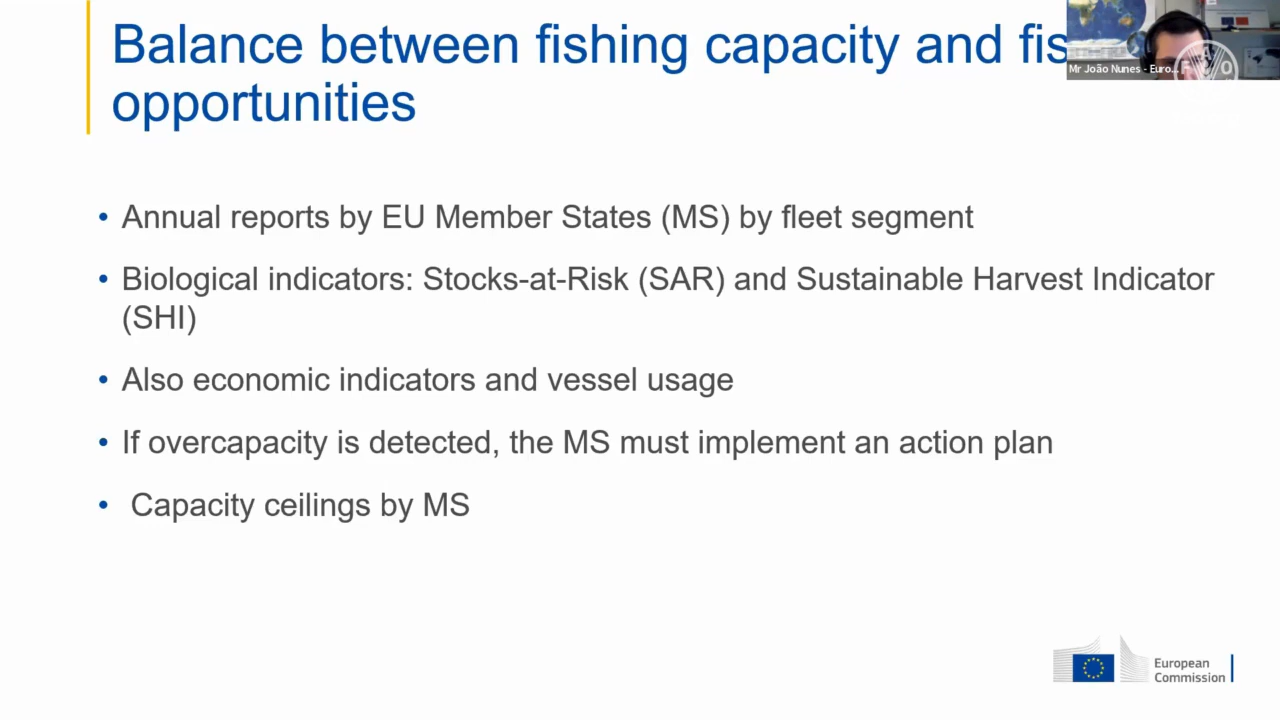 Balance between fishing capacity and fis
opportunities
Mr João Nunes - Euro...
• Annual reports by EU Member States (MS) by fleet segment
• Biological indicators: Stocks-at-Risk (SAR) and Sustainable Harvest Indicator
(SHI)
• Also economic indicators and vessel usage
• If overcapacity is detected, the MS must implement an action plan
• Capacity ceilings by MS
European
Commission